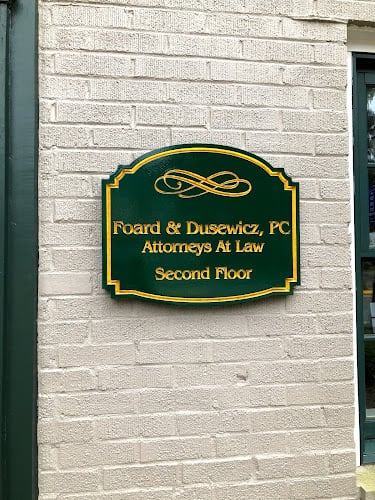 Foard & Dusewicz, PC
Attorneys At Law
Second Floor